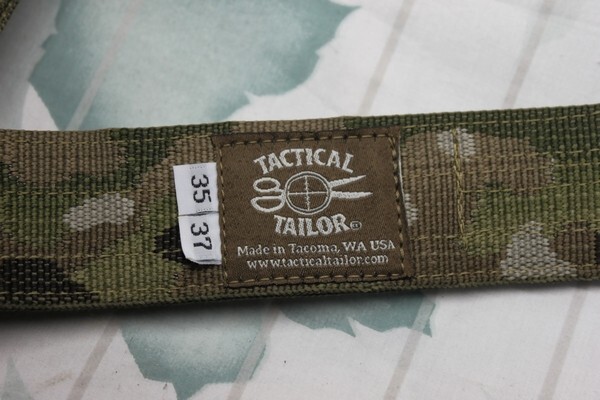 35 37
TACTICAL
TAILOR
Made in Tacoma, WA USA
www.tacticaltailor.com